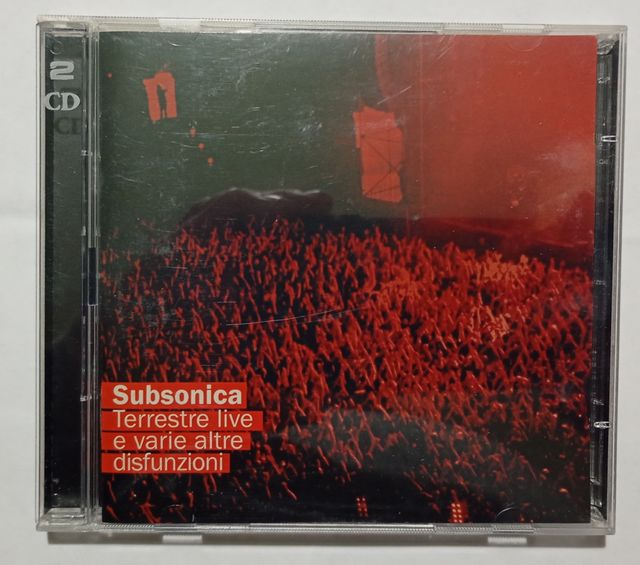 2
CD
Subsonica
Terrestre live
e varie altre
disfunzioni